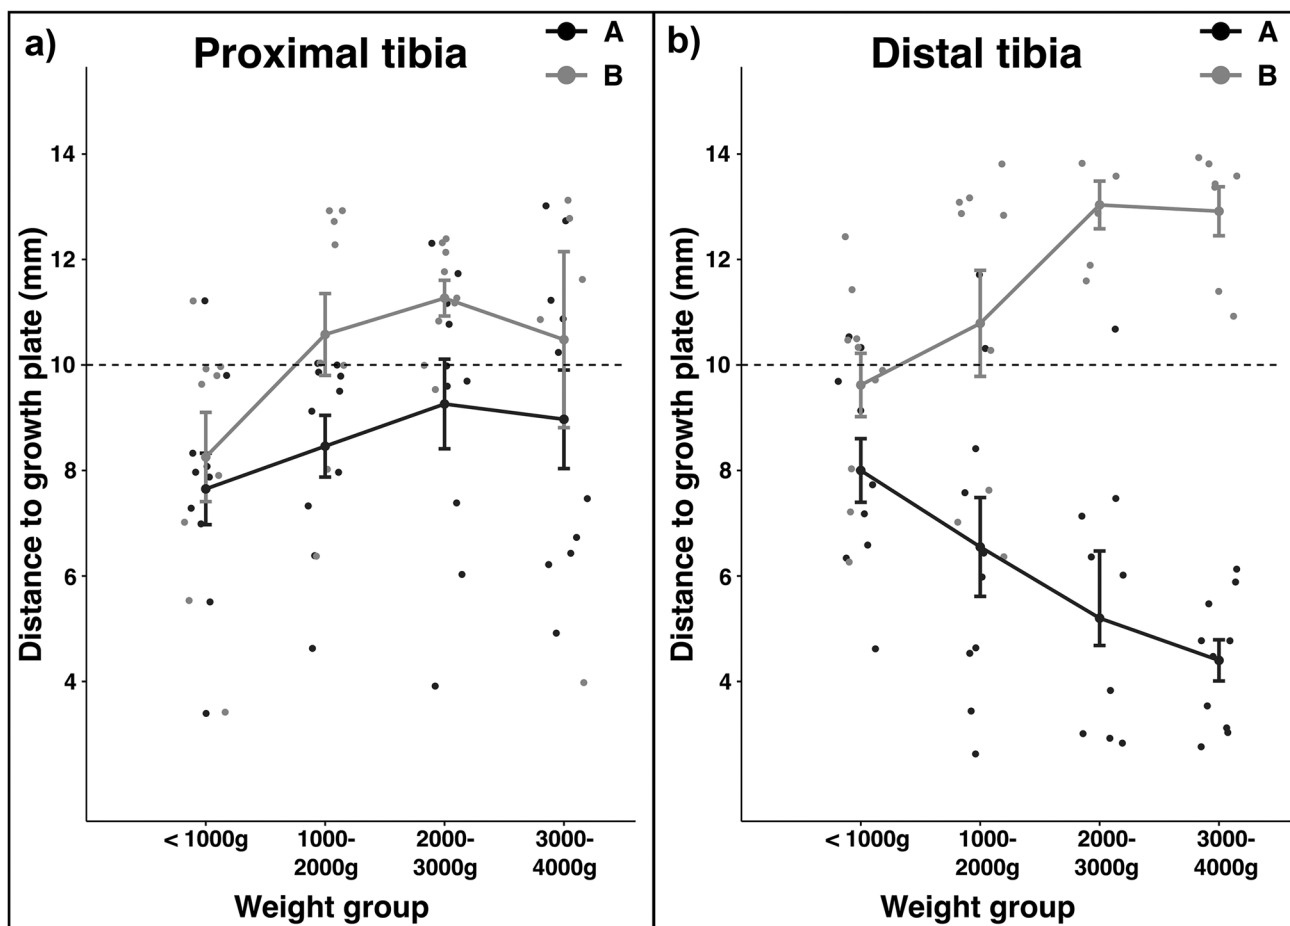 a)
Proximal tibia
A
B
Distance to growth plate (mm)
14
12
10
8
6
4
< 1000g
1000-
2000g
2000-
3000g
3000-
4000g
Weight group
b)
Distal tibia
A
B
Distance to growth plate (mm)
14
12
10
8
6
4
< 1000g
1000-
2000g
2000-
3000g
3000-
4000g
Weight group